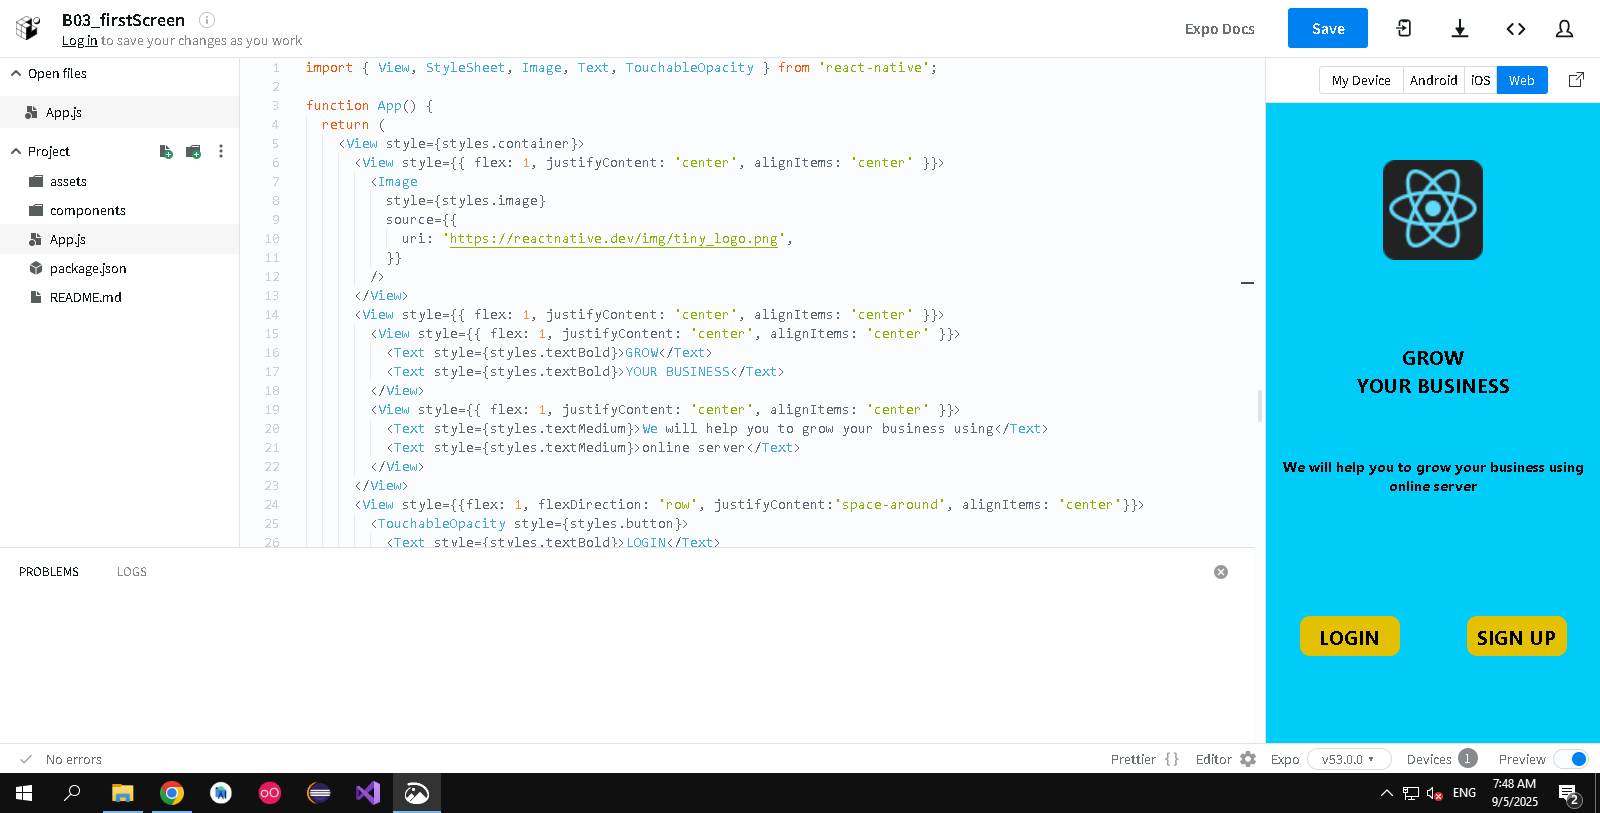 B03_firstScreen
Log in to save your changes as you work
Expo Docs
Save
Open files
App.js
Project
assets
components
App.js
package.json
README.md
1 import { View, StyleSheet, Image, Text, TouchableOpacity } from 'react-native';
2
3 function App() {
4 return (
5 <View style={styles.container}>
6 <View style={{ flex: 1, justifyContent: 'center', alignItems: 'center' }}>
7 <Image
8 style={styles.image}
9 source={{
10 uri: 'https://reactnative.dev/img/tiny_logo.png',
11 }}
12 />
13 </View>
14 <View style={{ flex: 1, justifyContent: 'center', alignItems: 'center' }}>
15 <View style={{ flex: 1, justifyContent: 'center', alignItems: 'center' }}>
16 <Text style={styles.textBold}>GROW</Text>
17 <Text style={styles.textBold}>YOUR BUSINESS</Text>
18 </View>
19 <View style={{ flex: 1, justifyContent: 'center', alignItems: 'center' }}>
20 <Text style={styles.textMedium}>We will help you to grow your business using</Text>
21 <Text style={styles.textMedium}>online server</Text>
22 </View>
23 </View>
24 <View style={{flex: 1, flexDirection: 'row', justifyContent:'space-around', alignItems: 'center'}}>
25 <TouchableOpacity style={styles.button}>
26 <Text style={styles.textBold}>LOGIN</Text>
My Device Android iOS Web
GROW
YOUR BUSINESS
We will help you to grow your business using
online server
LOGIN SIGN UP
PROBLEMS LOGS
No errors
Prettier {} Editor Expo v53.0.0 Devices 1 Preview
ENG
7:48 AM
9/5/2025
2